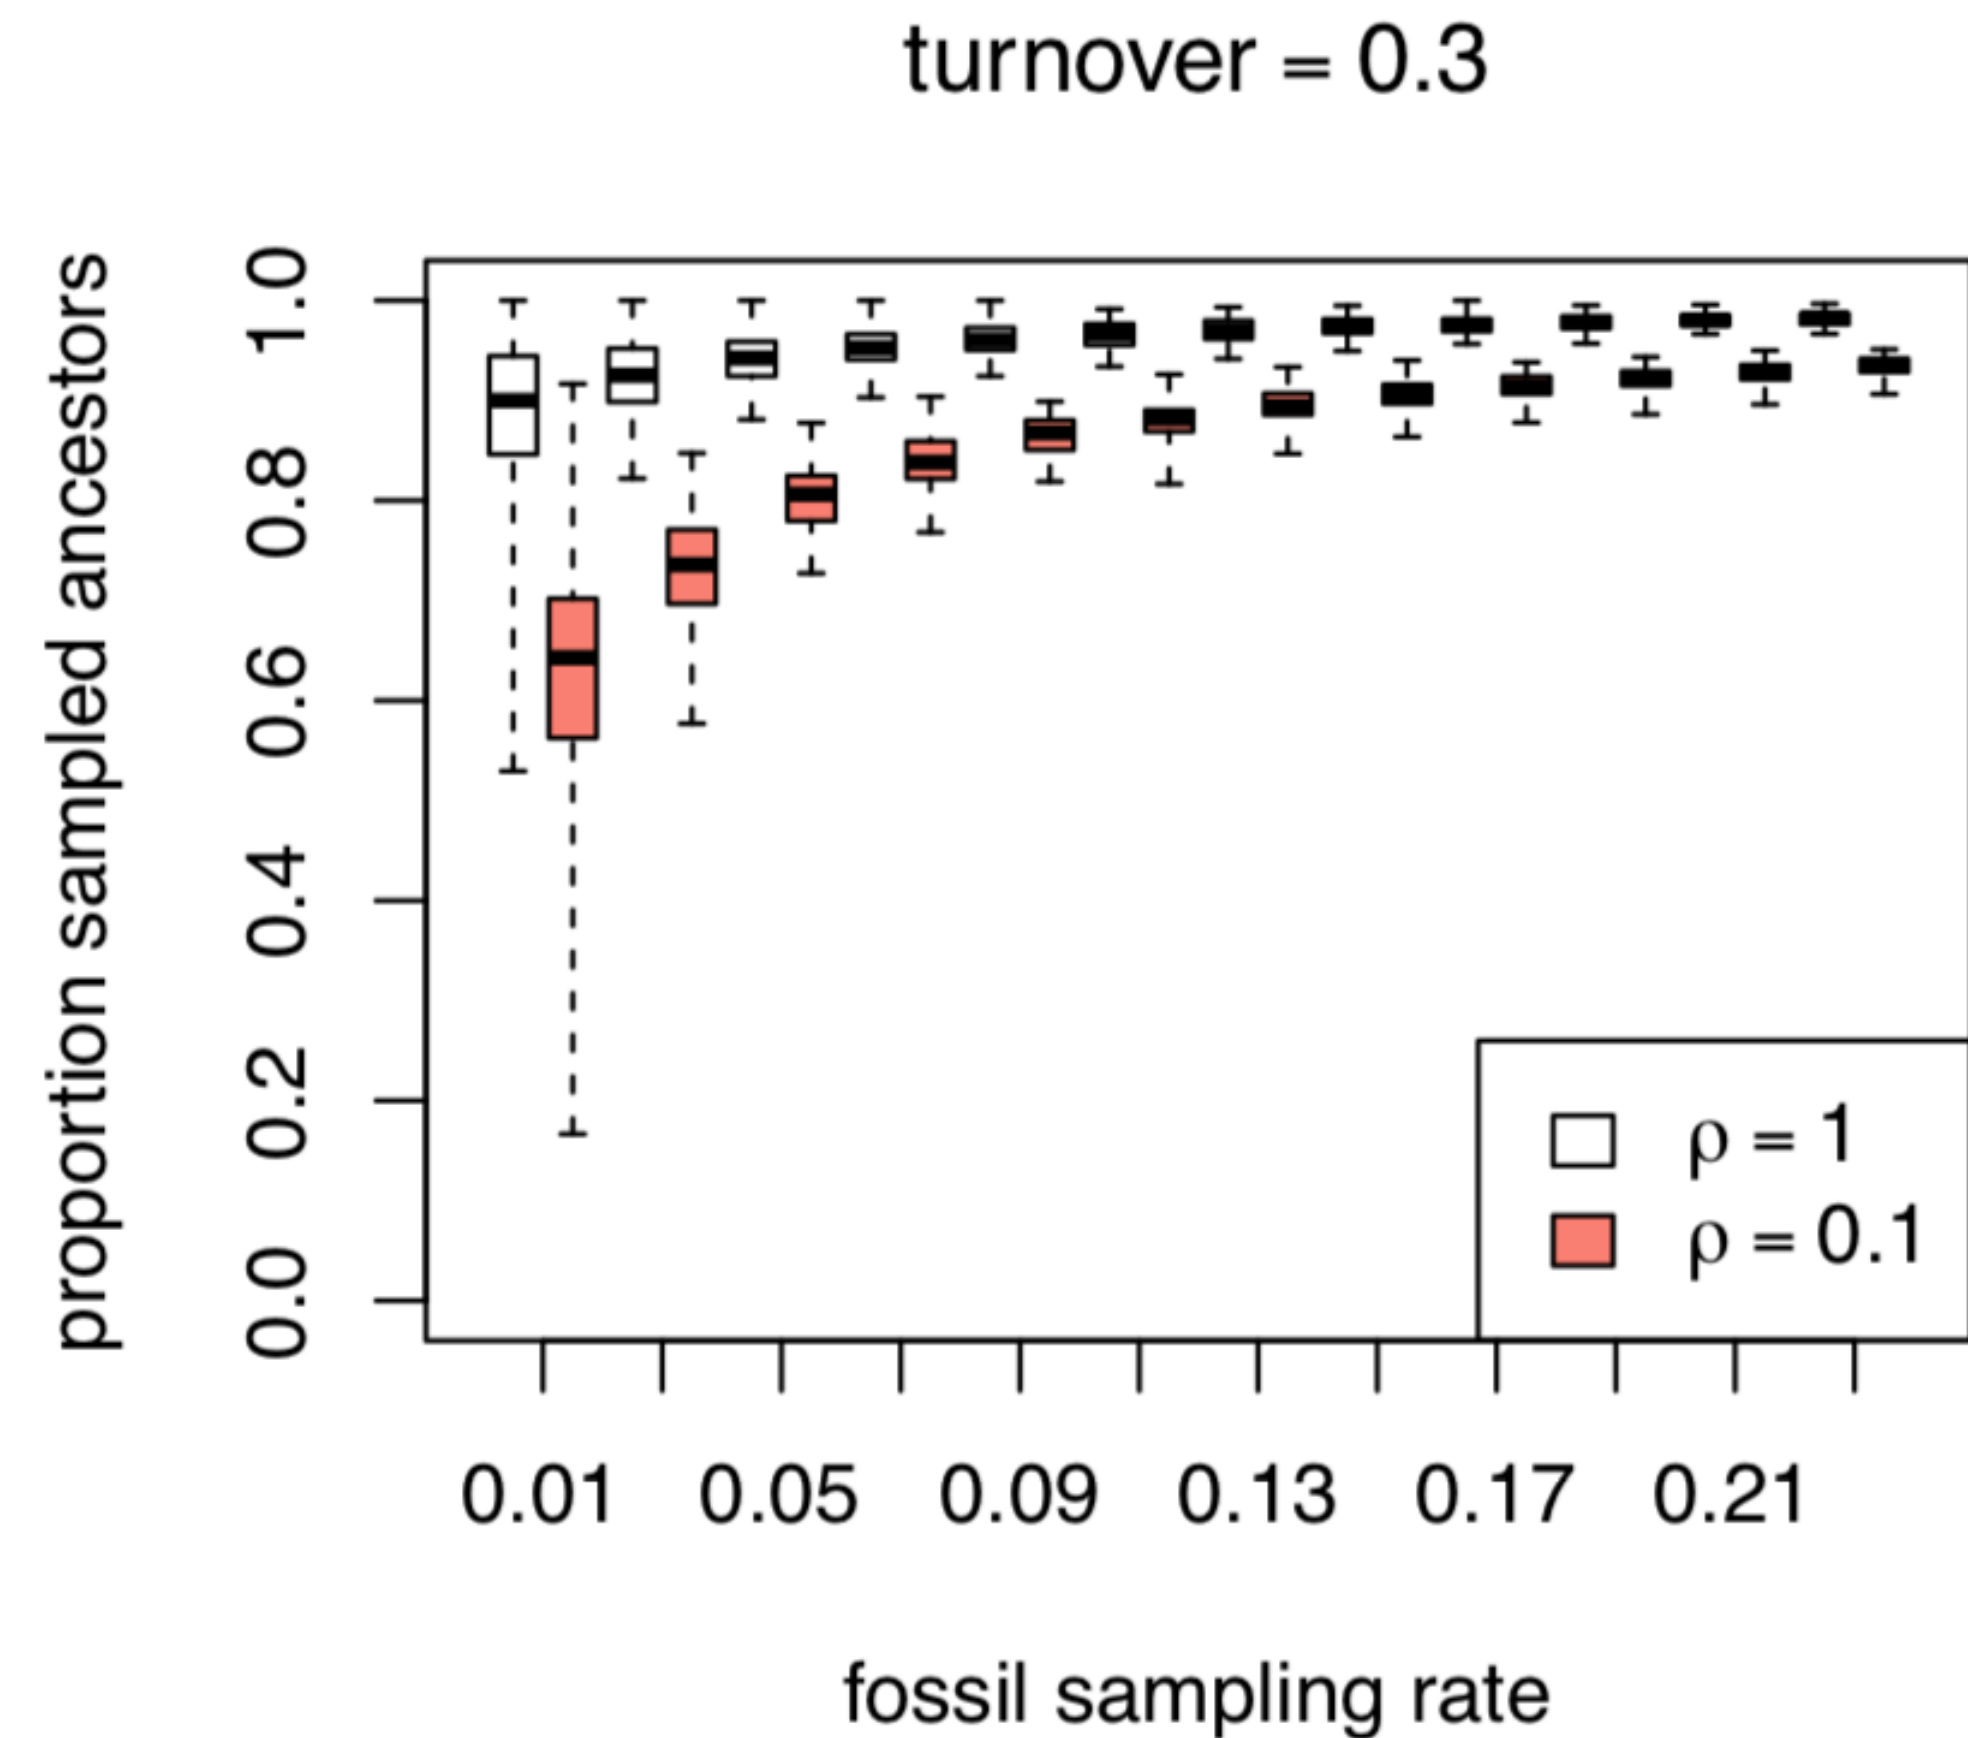 turnover = 0.3
proportion sampled ancestors
1.0
0.8
0.6
0.4
0.2
0.0
ρ = 1
ρ = 0.1
0.01 0.05 0.09 0.13 0.17 0.21
fossil sampling rate